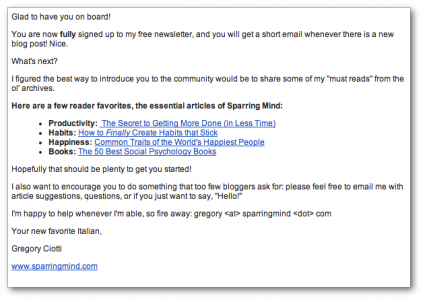 Glad to have you on board!
You are now fully signed up to my free newsletter, and you will get a short email whenever there is a new
blog post! Nice.
What's next?
I figured the best way to introduce you to the community would be to share some of my "must reads" from the
ol' archives.
Here are a few reader favorites, the essential articles of Sparring Mind:
• Productivity: The Secret to Getting More Done (in Less Time)
• Habits: How to Finally Create Habits that Stick
• Happiness: Common Traits of the World's Happiest People
• Books: The 50 Best Social Psychology Books
Hopefully that should be plenty to get you started!
I also want to encourage you to do something that too few bloggers ask for: please feel free to email me with
article suggestions, questions, or if you just want to say, "Hello!"
I'm happy to help whenever I'm able, so fire away: gregory <at> sparringmind <dot> com
Your new favorite Italian,
Gregory Ciotti
www.sparringmind.com